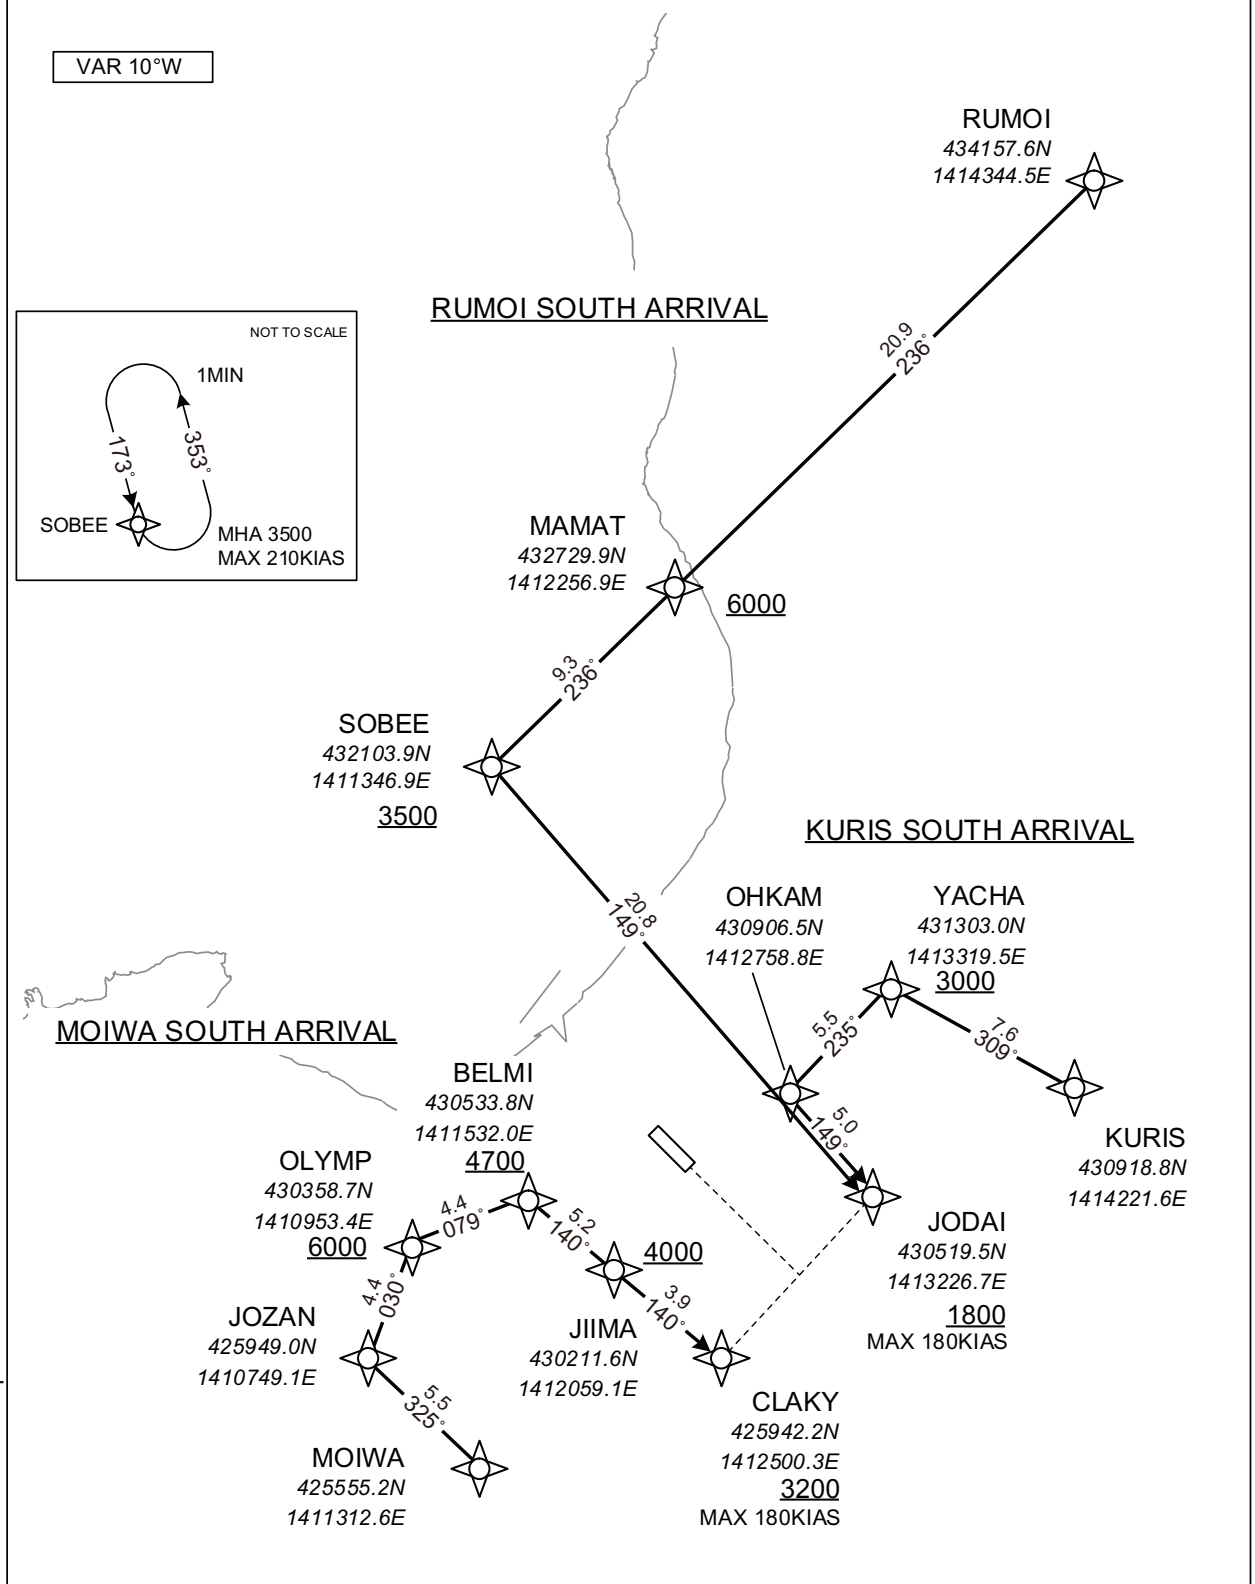 VAR 10°W
RUMOI
434157.6N
1414344.5E
RUMOI SOUTH ARRIVAL
20.9
236°
NOT TO SCALE
1MIN
173°
353°
SOBEE
MHA 3500
MAX 210KIAS
MAMAT
432729.9N
1412256.9E
6000
9.3
236°
SOBEE
432103.9N
1411346.9E
3500
20.8
149°
KURIS SOUTH ARRIVAL
OHKAM
430906.5N
1412758.8E
YACHA
431303.0N
1413319.5E
3000
5.5
235°
7.6
309°
5.0
149°
KURIS
430918.8N
1414221.6E
JODAI
430519.5N
1413226.7E
1800
MAX 180KIAS
MOIWA SOUTH ARRIVAL
BELMI
430533.8N
1411532.0E
4700
OLYMP
430358.7N
1410953.4E
6000
4.4
079°
5.2
140°
4000
4.4
030°
JOZAN
425949.0N
1410749.1E
JIIMA
430211.6N
1412059.1E
3.9
140°
5.5
325°
CLAKY
425942.2N
1412500.3E
3200
MAX 180KIAS
MOIWA
425555.2N
1411312.6E